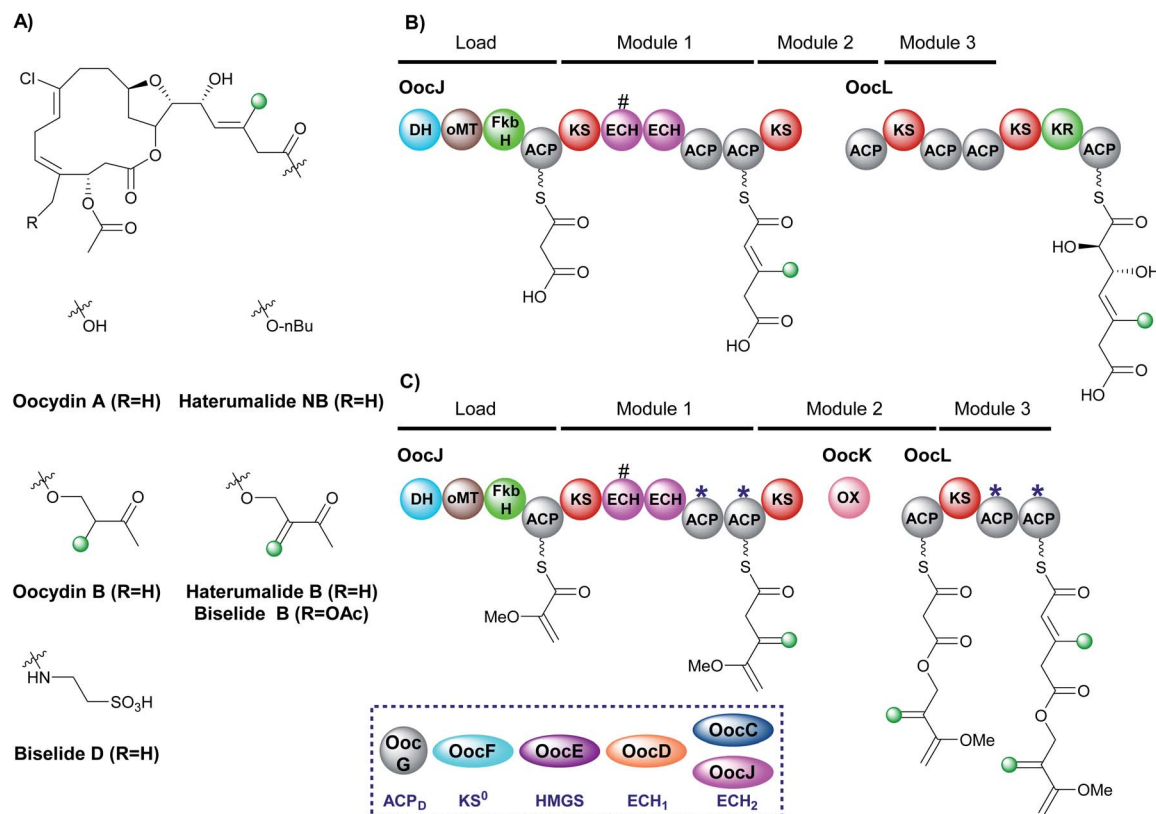 A)
Cl
O
OH
O
O
O
O
O
R
O
OH
O-nBu
Oocydin A (R=H)
Haterumalide NB (R=H)
O
O
O
O
Oocydin B (R=H)
Haterumalide B (R=H)
Biselide B (R=OAc)
HN
SO₃H
Biselide D (R=H)
B)
Load
Module 1
Module 2
Module 3
OocJ
OocL
#
DH
oMT
Fkb
H
ACP
KS
ECH
ECH
ACP
ACP
KS
ACP
KS
ACP
ACP
KS
KR
ACP
S
O
O
HO
S
O
O
HO
S
O
HO
OH
O
HO
C)
Load
Module 1
Module 2
Module 3
OocJ
OocK
OocL
#
*
*
*
*
DH
oMT
Fkb
H
ACP
KS
ECH
ECH
ACP
ACP
KS
OX
ACP
KS
ACP
ACP
S
O
MeO
S
O
MeO
S
O
O
O
OMe
S
O
O
O
OMe
Ooc
G
OocF
OocE
OocD
OocC
OocJ
ACP_D
KS⁰
HMGS
ECH₁
ECH₂